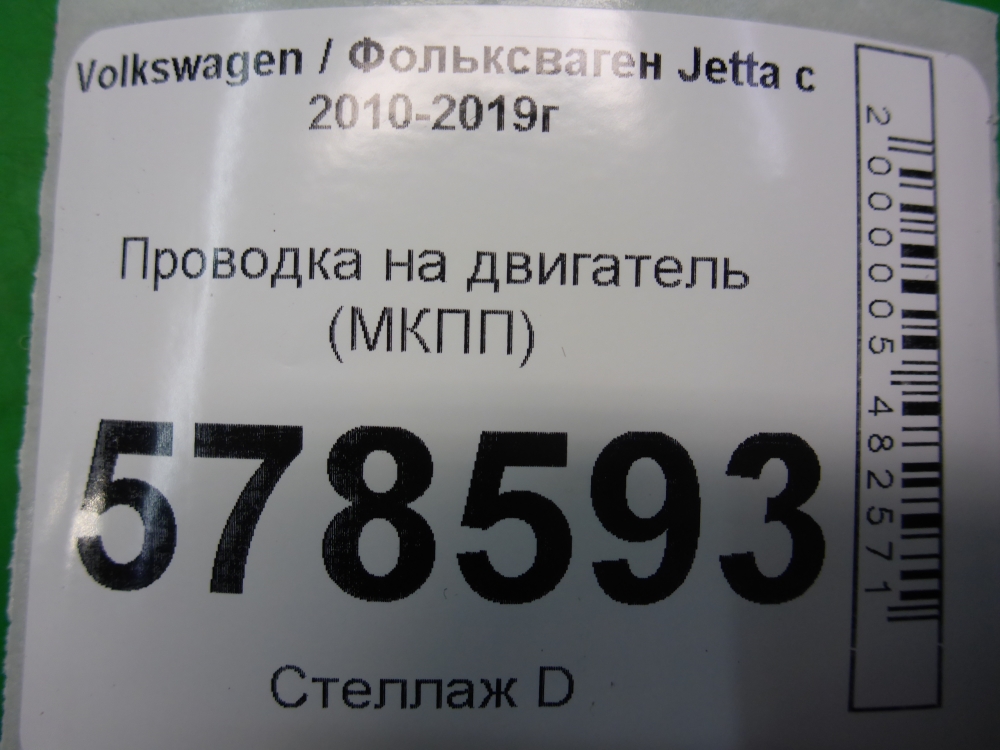 Volkswagen / Фольксваген Jetta с
2010-2019г
Проводка на двигатель
(МКПП)
578593
Стеллаж D
2000005482571